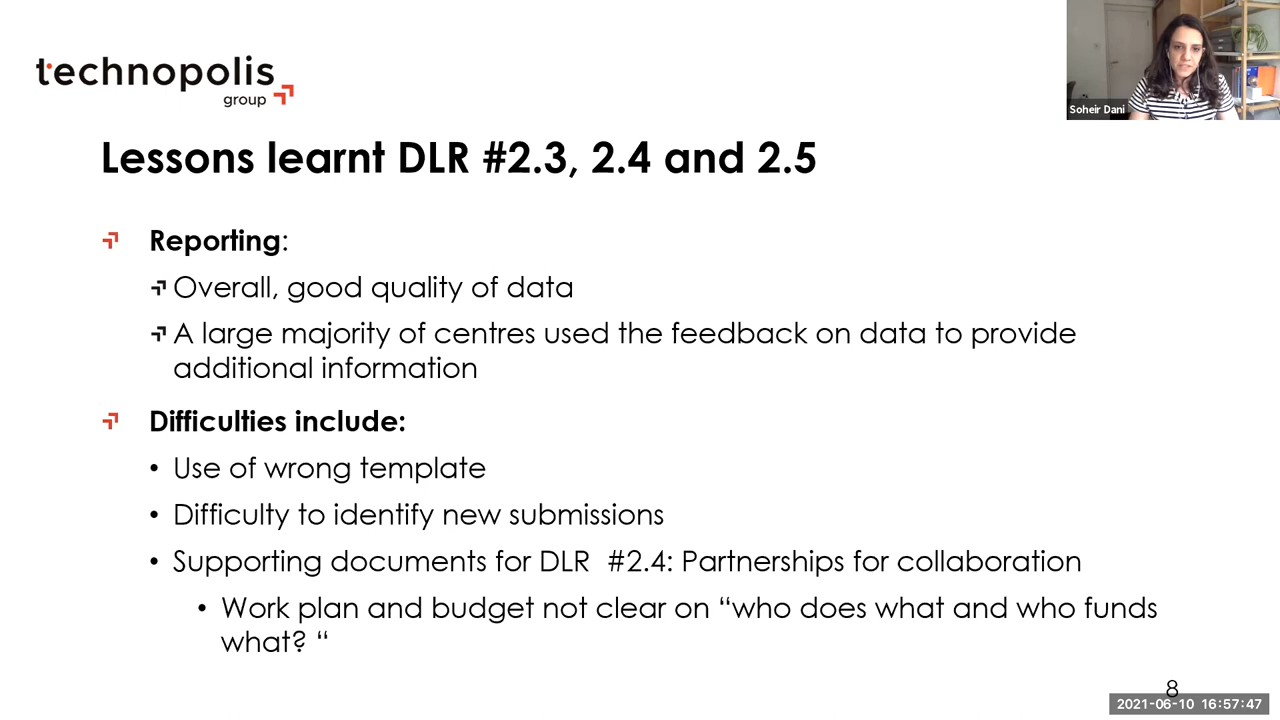 technopolis
group
Soheir Dani
Lessons learnt DLR #2.3, 2.4 and 2.5
Reporting:
Overall, good quality of data
A large majority of centres used the feedback on data to provide
additional information
Difficulties include:
• Use of wrong template
• Difficulty to identify new submissions
• Supporting documents for DLR  #2.4: Partnerships for collaboration
• Work plan and budget not clear on “who does what and who funds
what? “
8
2021-06-10 16:57:47